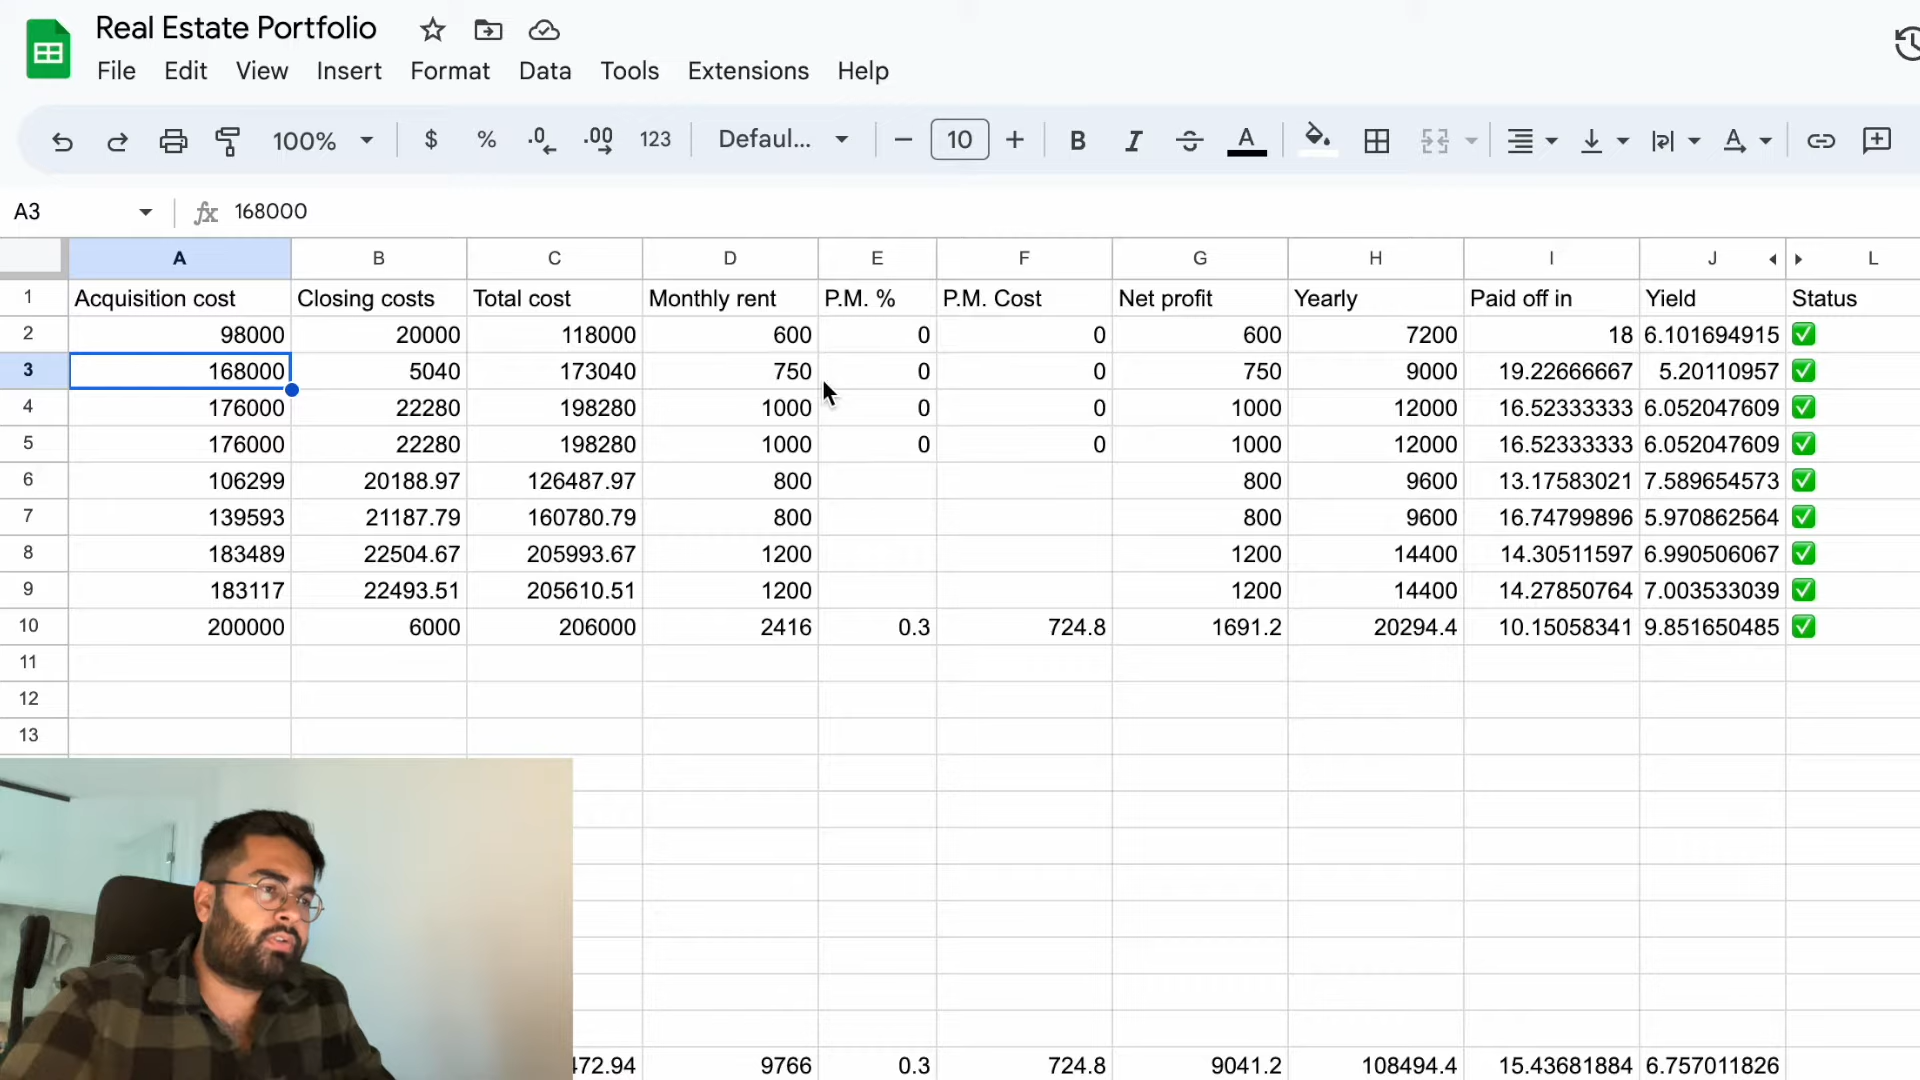 Real Estate Portfolio
File Edit View Insert Format Data Tools Extensions Help
100% $ % .0 .00 123 Defaul... 10 B I A A
A3 fx 168000
A B C D E F G H I J L
1 Acquisition cost Closing costs Total cost Monthly rent P.M. % P.M. Cost Net profit Yearly Paid off in Yield Status
2 98000 20000 118000 600 0 0 600 7200 18 6.101694915
3 168000 5040 173040 750 0 0 750 9000 19.22666667 5.20110957
4 176000 22280 198280 1000 0 0 1000 12000 16.52333333 6.052047609
5 176000 22280 198280 1000 0 0 1000 12000 16.52333333 6.052047609
6 106299 20188.97 126487.97 800 800 9600 13.17583021 7.589654573
7 139593 21187.79 160780.79 800 800 9600 16.74799896 5.970862564
8 183489 22504.67 205993.67 1200 1200 14400 14.30511597 6.990506067
9 183117 22493.51 205610.51 1200 1200 14400 14.27850764 7.003533039
10 200000 6000 206000 2416 0.3 724.8 1691.2 20294.4 10.15058341 9.851650485
11
12
13
472.94 9766 0.3 724.8 9041.2 108494.4 15.43681884 6.757011826